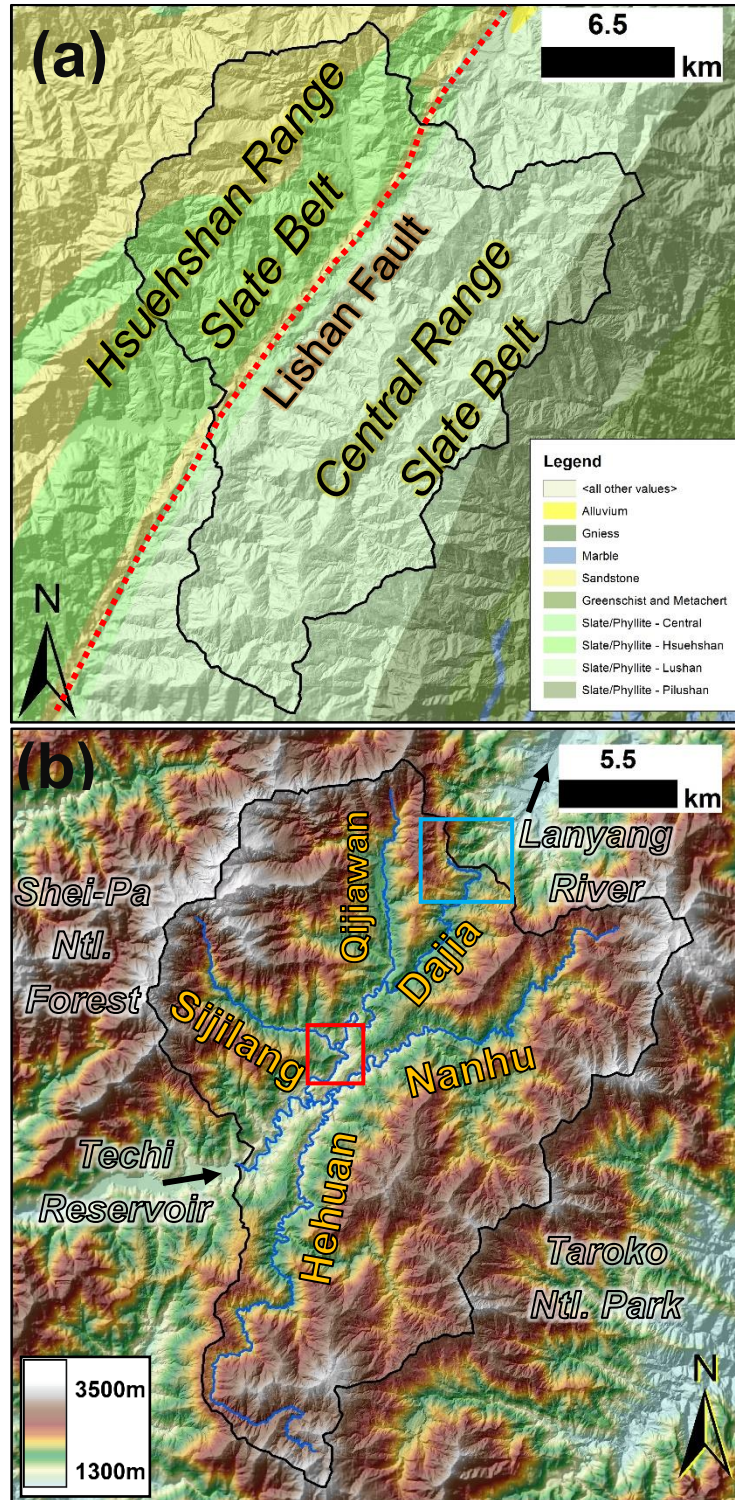 (a)
6.5
km
Hsuehshan Range
Slate Belt
Lishan Fault
Central Range
Slate Belt
N
Legend
<all other values>
Alluvium
Gniess
Marble
Sandstone
Greenschist and Metachert
Slate/Phyllite - Central
Slate/Phyllite - Hsuehshan
Slate/Phyllite - Lushan
Slate/Phyllite - Pilushan
(b)
5.5
km
Lanyang
River
Shei-Pa
Ntl.
Forest
Qijiawan
Dajia
Sijilang
Nanhu
Techi
Reservoir
Hehuan
Taroko
Ntl. Park
3500m
1300m
N